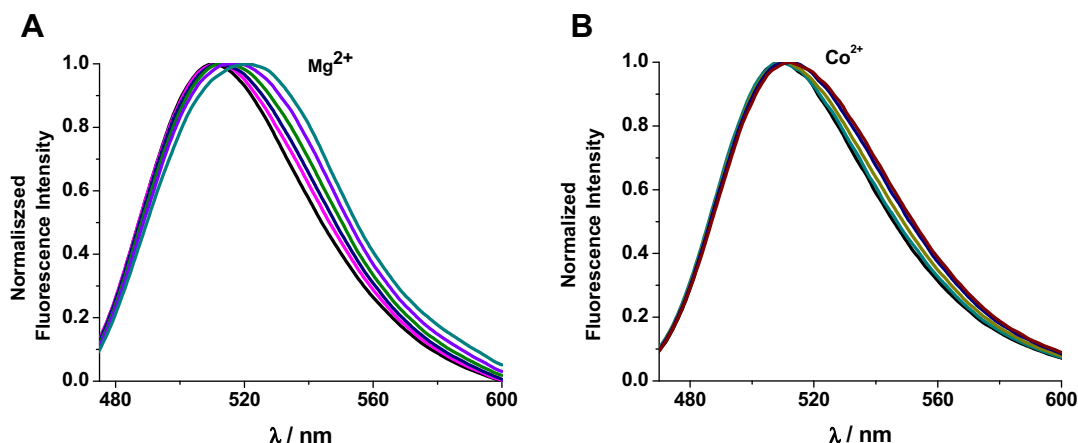 A
Mg2+
Normaliszsed
Fluorescence Intensity
1.0
0.8
0.6
0.4
0.2
0.0
480
520
560
600
λ / nm
B
Co2+
Normalized
Fluorescence Intensity
1.0
0.8
0.6
0.4
0.2
0.0
480
520
560
600
λ / nm